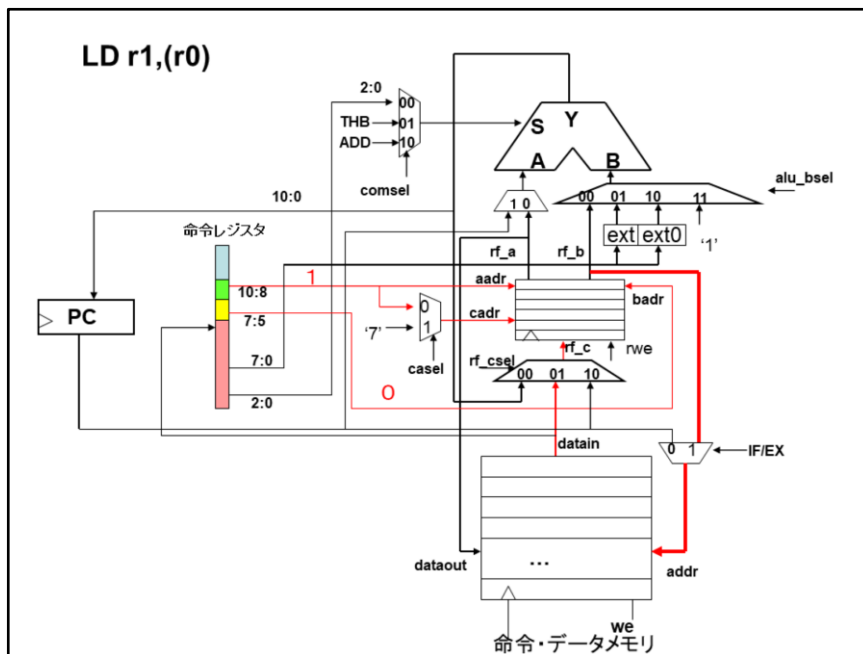 LD r1,(r0)
2:0
00
THB
01
ADD
10
comsel
S
Y
A
B
alu_bsel
10:0
1 0
00 01 10 11
命令レジスタ
ext
ext0
'1'
rf_a
rf_b
1
aadr
badr
10:8
PC
7:5
'7'
0
1
cadr
casel
rf_c
rwe
7:0
rf_csel
00 01 10
0
2:0
datain
0 1
IF/EX
...
dataout
addr
we
命令・データメモリ